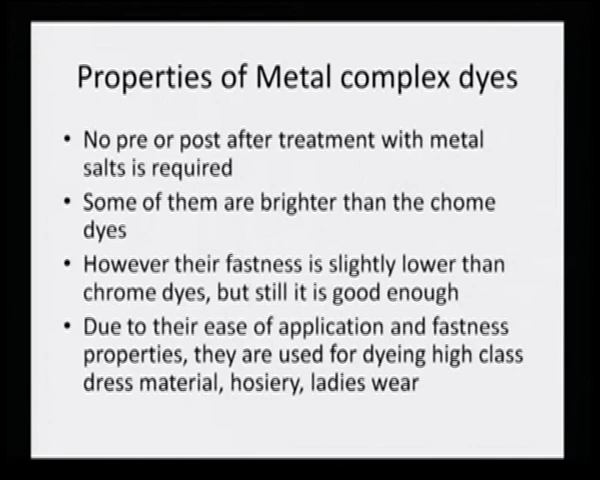 Properties of Metal complex dyes
• No pre or post after treatment with metal
salts is required
• Some of them are brighter than the chome
dyes
• However their fastness is slightly lower than
chrome dyes, but still it is good enough
• Due to their ease of application and fastness
properties, they are used for dyeing high class
dress material, hosiery, ladies wear